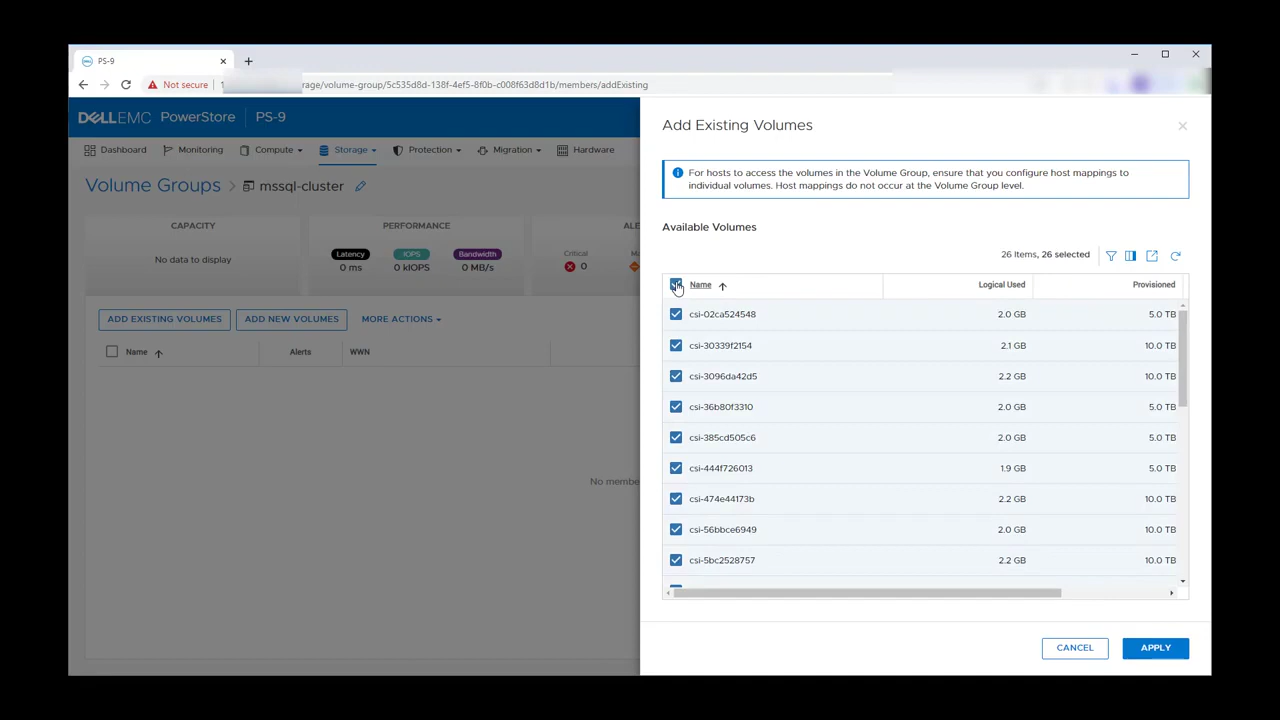 PS-9
Not secure
rage/volume-group/5c535d8d-138f-4ef5-8f0b-c008f63d8d1b/members/addExisting
DELLEMC PowerStore PS-9
Dashboard Monitoring Compute Storage Protection Migration Hardware
Volume Groups > mssql-cluster
CAPACITY PERFORMANCE
No data to display
Latency IOPS Bandwidth Critical
0 ms 0 kIOPS 0 MB/s 0
ADD EXISTING VOLUMES ADD NEW VOLUMES MORE ACTIONS
Name Alerts WWN
Add Existing Volumes
For hosts to access the volumes in the Volume Group, ensure that you configure host mappings to
individual volumes. Host mappings do not occur at the Volume Group level.
Available Volumes
26 Items, 26 selected
Name Logical Used Provisioned
csi-02ca524548 2.0 GB 5.0 TB
csi-30339f2154 2.1 GB 10.0 TB
csi-3096da42d5 2.2 GB 10.0 TB
csi-36b80f3310 2.0 GB 5.0 TB
csi-385cd505c6 2.0 GB 5.0 TB
csi-444f726013 1.9 GB 5.0 TB
csi-474e44173b 2.2 GB 10.0 TB
csi-56bbce6949 2.0 GB 10.0 TB
csi-5bc2528757 2.2 GB 10.0 TB
CANCEL APPLY